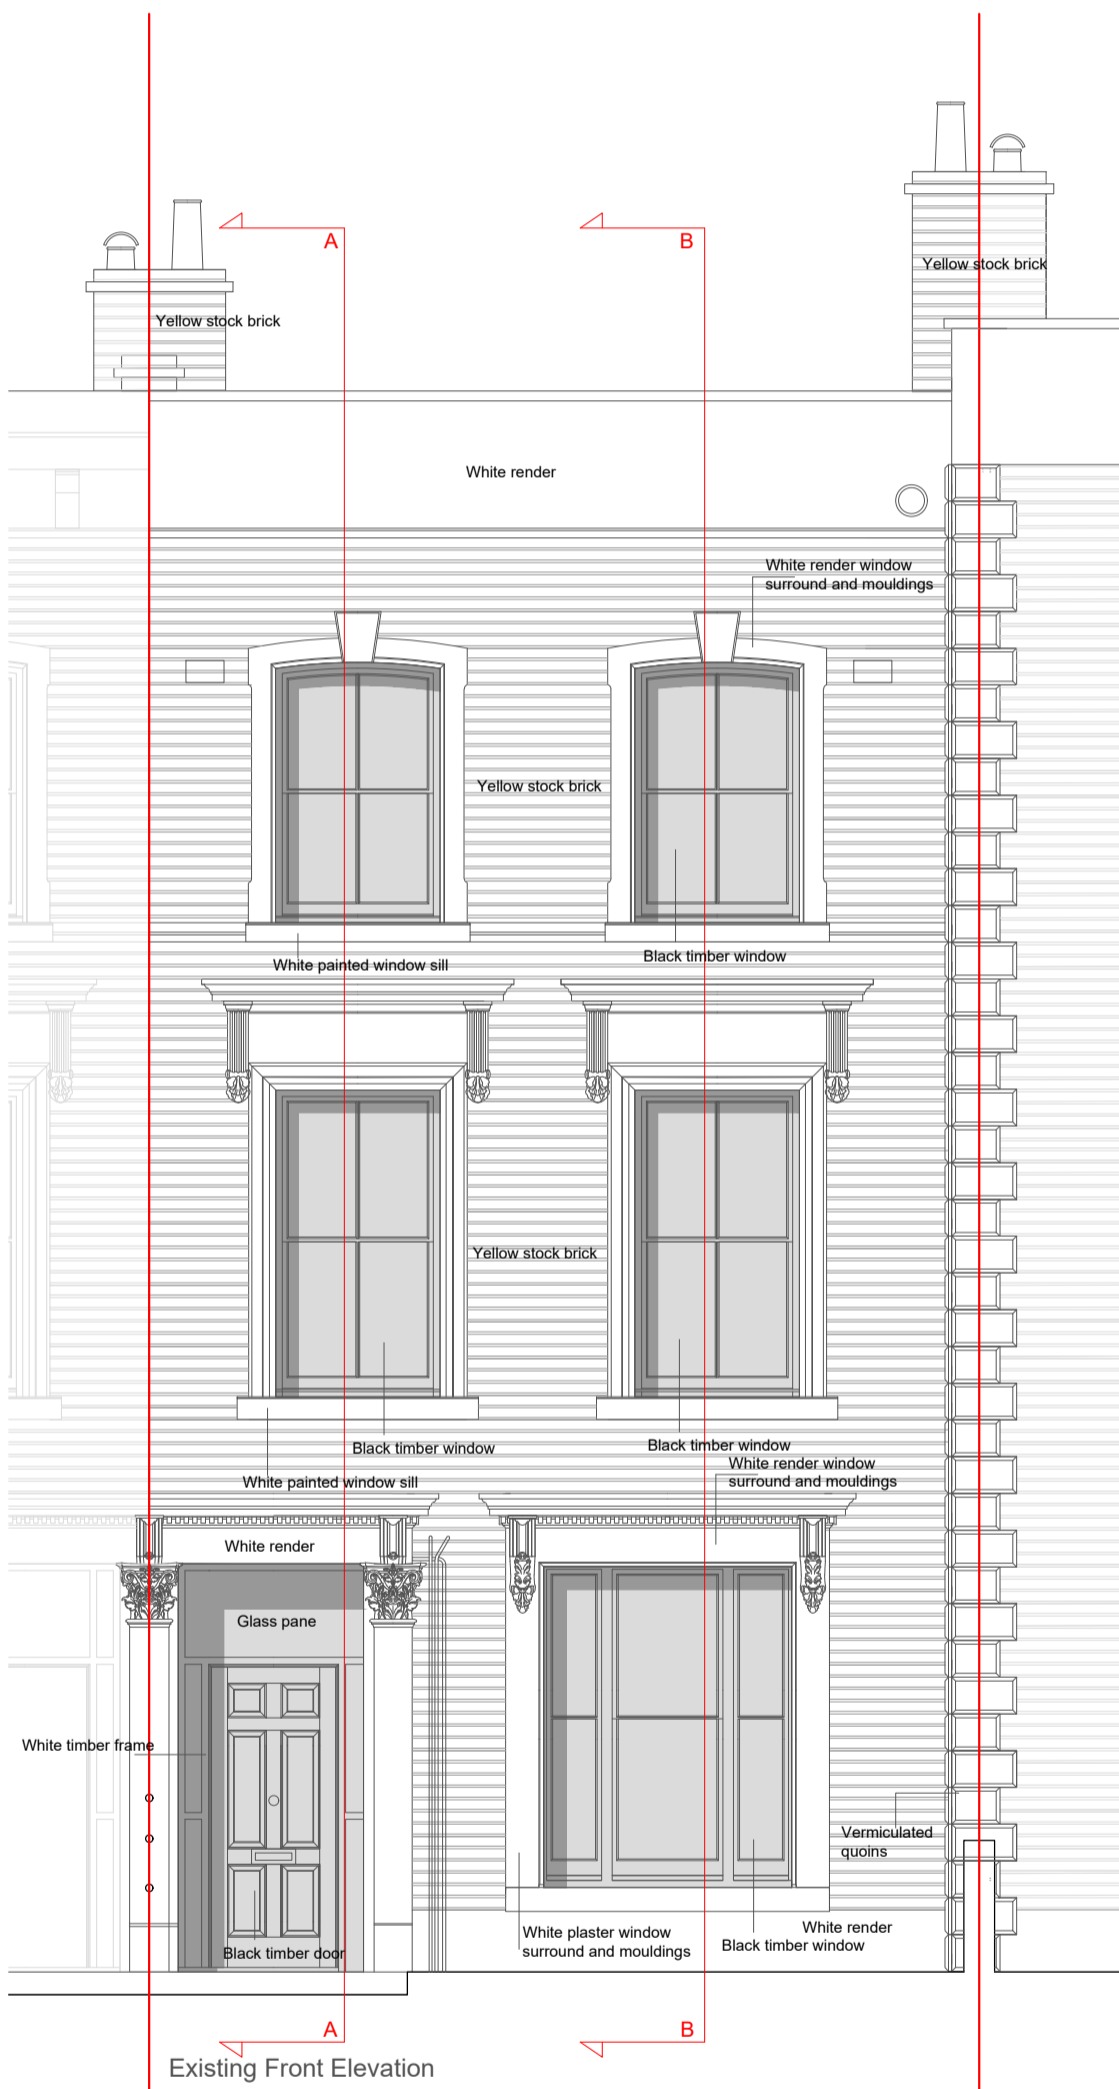 A
B
Yellow stock brick
Yellow stock brick
White render
White render window
surround and mouldings
Yellow stock brick
White painted window sill
Black timber window
Yellow stock brick
Black timber window
Black timber window
White painted window sill
White render window
surround and mouldings
White render
Glass pane
White timber frame
Vermiculated
quoins
Black timber door
White plaster window
surround and mouldings
White render
Black timber window
A
B
Existing Front Elevation